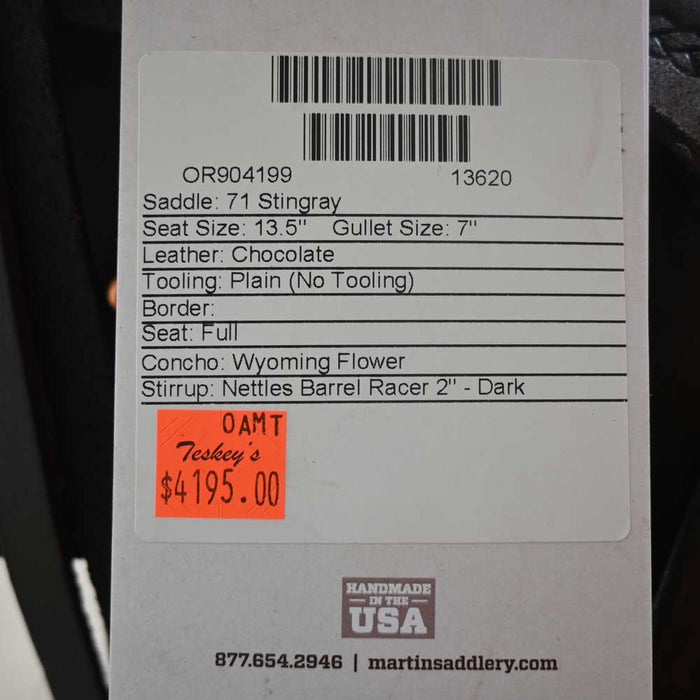 OR904199 13620
Saddle: 71 Stingray
Seat Size: 13.5" Gullet Size: 7"
Leather: Chocolate
Tooling: Plain (No Tooling)
Border:
Seat: Full
Concho: Wyoming Flower
Stirrup: Nettles Barrel Racer 2" - Dark
OAMT
Teskey's
$4195.00
HANDMADE
IN THE
USA
877.654.2946 | martinsaddlery.com